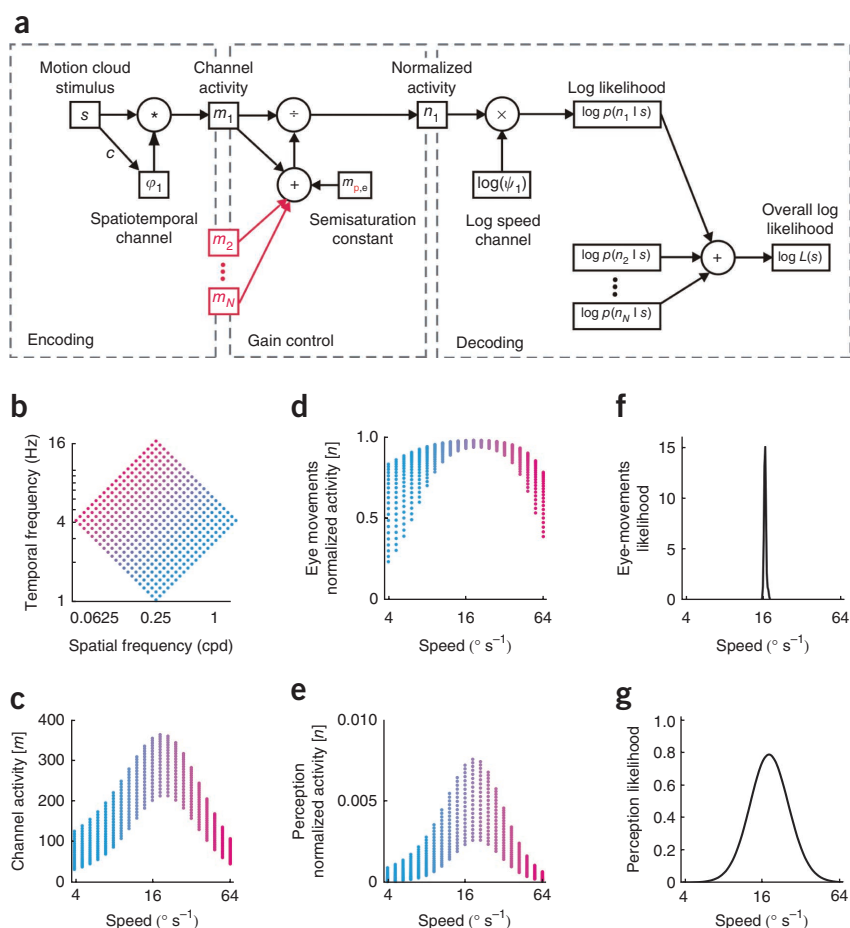 a
Motion cloud
stimulus
Channel
activity
Normalized
activity
Log likelihood
s
*
m1
÷
n1
×
log p(n1 I s)
c
φ1
+
mp,e
log(ψ1)
Spatiotemporal
channel
Semisaturation
constant
Log speed
channel
Overall log
likelihood
m2
log p(n2 I s)
+
log L(s)
mN
log p(nN I s)
Encoding
Gain control
Decoding
b
Temporal frequency (Hz)
16
4
1
0.0625
0.25
1
Spatial frequency (cpd)
d
Eye movements
normalized activity [n]
1.0
0.5
0
4
16
64
Speed (° s−1)
f
Eye-movements
likelihood
15
10
5
0
4
16
64
Speed (° s−1)
c
Channel activity [m]
400
300
200
100
0
4
16
64
Speed (° s−1)
e
Perception
normalized activity [n]
0.010
0.005
0
4
16
64
Speed (° s−1)
g
Perception likelihood
1.0
0.8
0.6
0.4
0.2
0
4
16
64
Speed (° s−1)